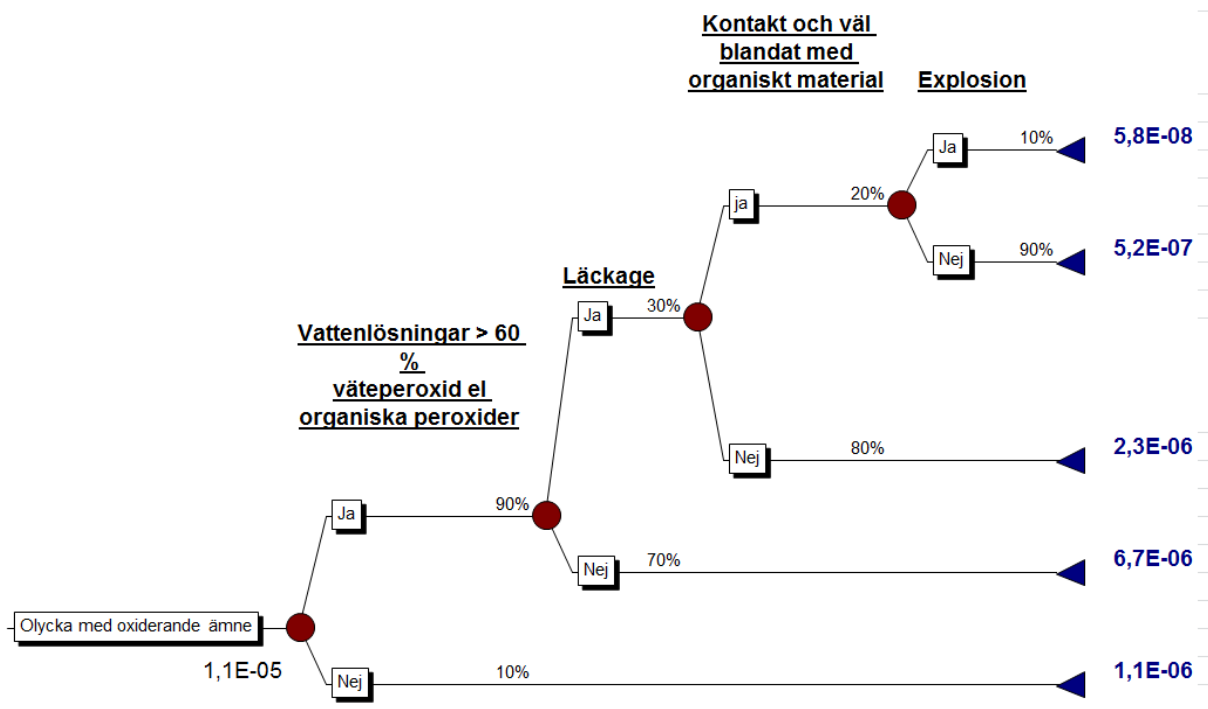 Kontakt och väl
blandat med
organiskt material
Explosion
Ja
10%
5,8E-08
ja
20%
Nej
90%
5,2E-07
Läckage
Ja
30%
Vattenlösningar > 60
%
väteperoxid el
organiska peroxider
Nej
80%
2,3E-06
Ja
90%
Nej
70%
6,7E-06
Olycka med oxiderande ämne
1,1E-05
Nej
10%
1,1E-06